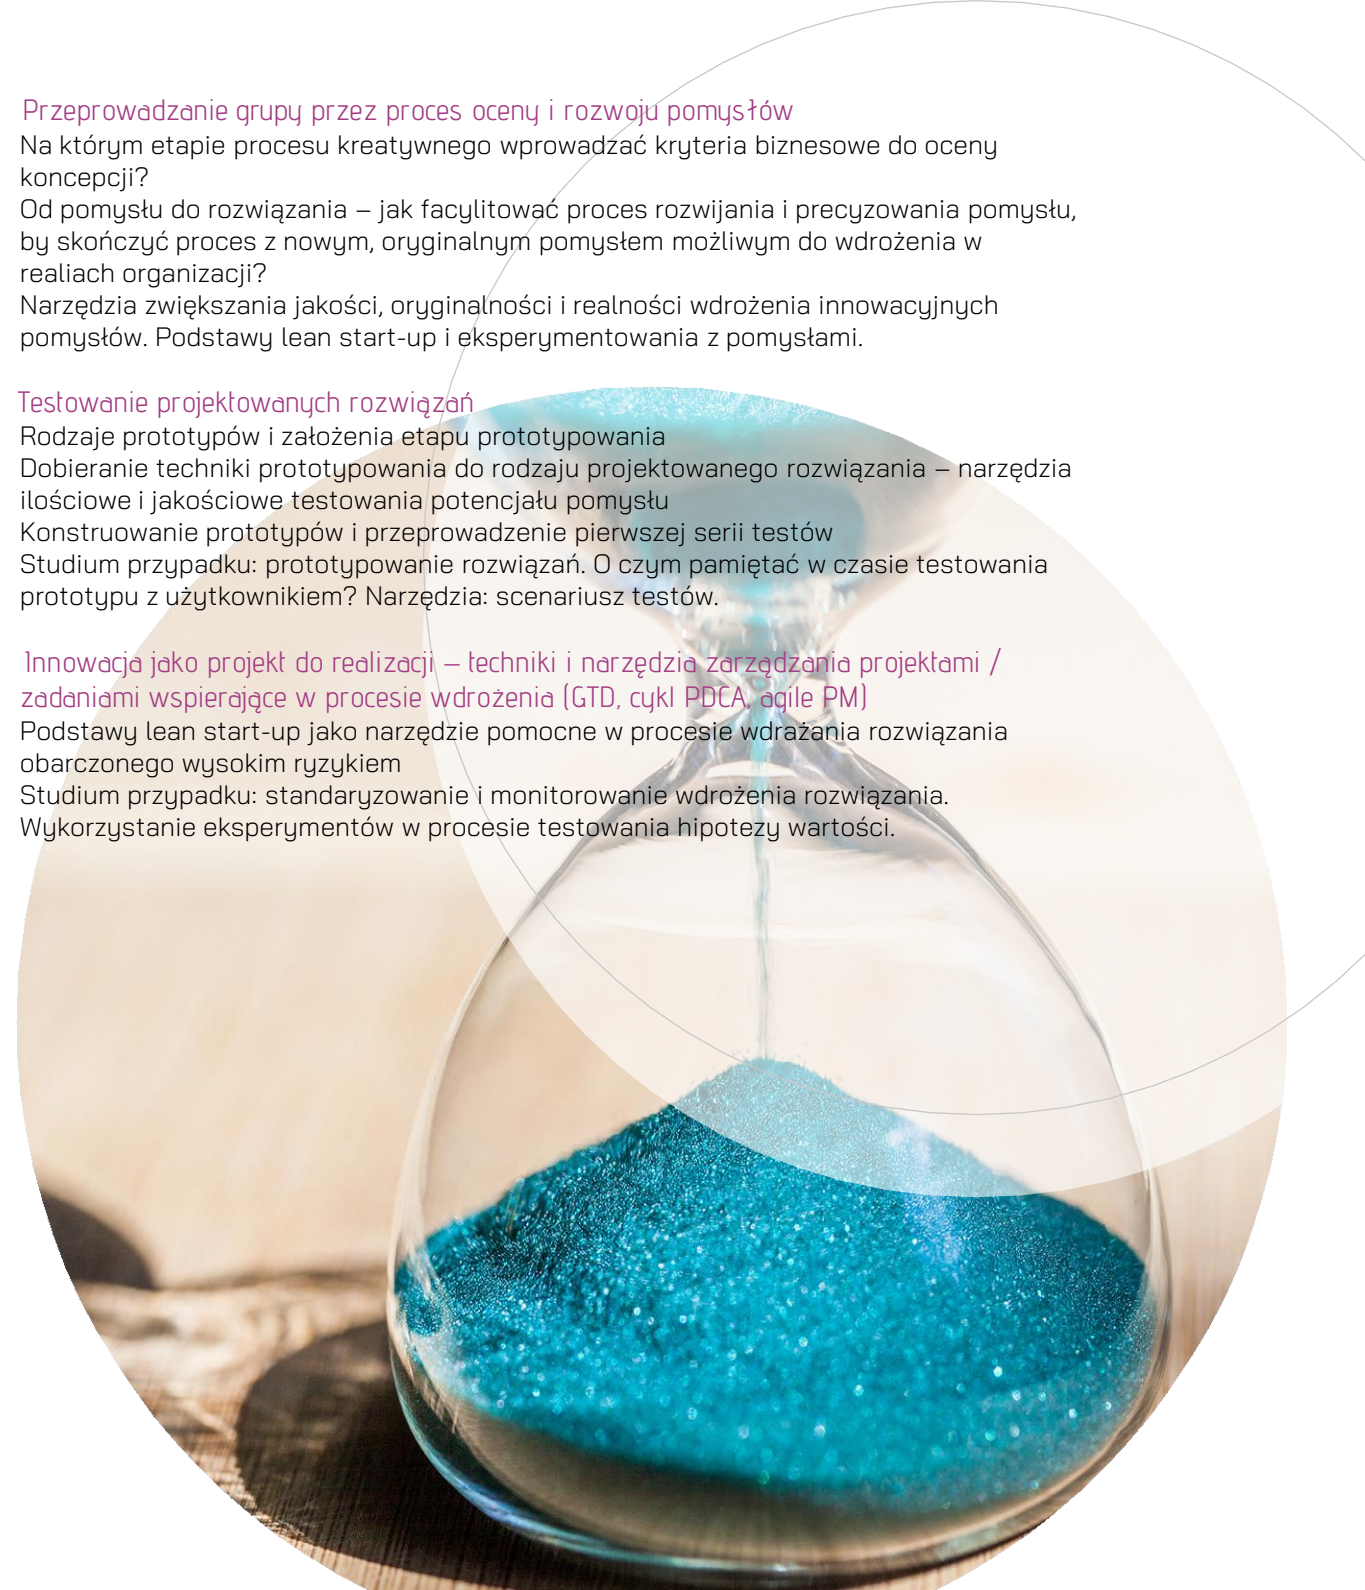 Przeprowadzanie grupy przez proces oceny i rozwoju pomysłów
Na którym etapie procesu kreatywnego wprowadzać kryteria biznesowe do oceny
koncepcji?
Od pomysłu do rozwiązania – jak facylitować proces rozwijania i precyzowania pomysłu,
by skończyć proces z nowym, oryginalnym pomysłem możliwym do wdrożenia w
realiach organizacji?
Narzędzia zwiększania jakości, oryginalności i realności wdrożenia innowacyjnych
pomysłów. Podstawy lean start-up i eksperymentowania z pomysłami.
Testowanie projektowanych rozwiązań
Rodzaje prototypów i założenia etapu prototypowania
Dobieranie techniki prototypowania do rodzaju projektowanego rozwiązania – narzędzia
ilościowe i jakościowe testowania potencjału pomysłu
Konstruowanie prototypów i przeprowadzenie pierwszej serii testów
Studium przypadku: prototypowanie rozwiązań. O czym pamiętać w czasie testowania
prototypu z użytkownikiem? Narzędzia: scenariusz testów.
Innowacja jako projekt do realizacji – techniki i narzędzia zarządzania projektami /
zadaniami wspierające w procesie wdrożenia (GTD, cykl PDCA, agile PM)
Podstawy lean start-up jako narzędzie pomocne w procesie wdrażania rozwiązania
obarczonego wysokim ryzykiem
Studium przypadku: standaryzowanie i monitorowanie wdrożenia rozwiązania.
Wykorzystanie eksperymentów w procesie testowania hipotezy wartości.